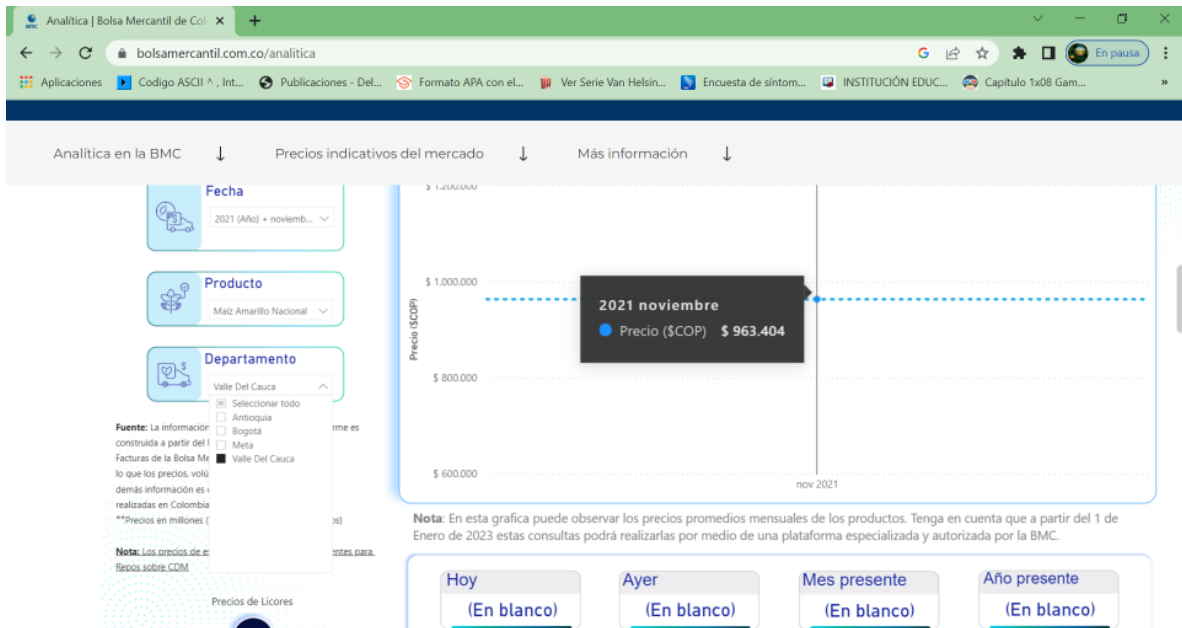 Analítica | Bolsa Mercantil de Col
bolsamercantil.com.co/analitica
En pausa
Aplicaciones
Codigo ASCII ^ , Int...
Publicaciones - Del...
Formato APA con el...
Ver Serie Van Helsin...
Encuesta de síntom...
INSTITUCIÓN EDUC...
Capítulo 1x08 Gam...
»
Analítica en la BMC ↓
Precios indicativos del mercado ↓
Más información ↓
Fecha
2021 (Año) + noviemb...
Producto
Maíz Amarillo Nacional
Departamento
Valle Del Cauca
Seleccionar todo
Antioquia
Bogotá
Meta
Valle Del Cauca
Fuente: La información rme es
construida a partir del
Facturas de la Bolsa Me
lo que los precios, volú
demás información es
realizadas en Colombia
**Precios en millones ( os)
Nota: Los precios de es entes para
Repos sobre CDM
Precios de Licores
$ 1.200.000
$ 1.000.000
$ 800.000
$ 600.000
Precio ($COP)
2021 noviembre
Precio ($COP) $ 963.404
nov 2021
Nota: En esta grafica puede observar los precios promedios mensuales de los productos. Tenga en cuenta que a partir del 1 de
Enero de 2023 estas consultas podrá realizarlas por medio de una plataforma especializada y autorizada por la BMC.
Hoy
(En blanco)
Ayer
(En blanco)
Mes presente
(En blanco)
Año presente
(En blanco)